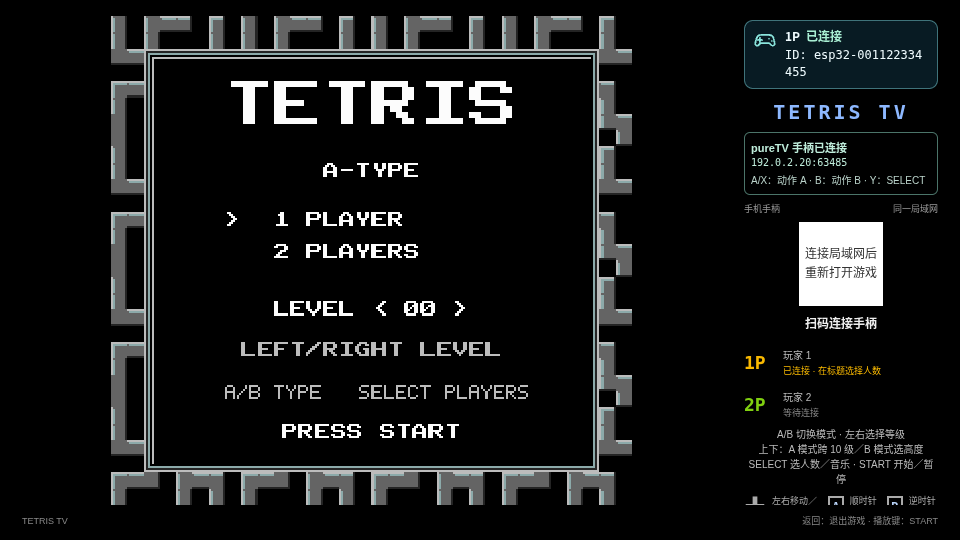 TETRIS
A-TYPE
> 1 PLAYER
2 PLAYERS
LEVEL < 00 >
LEFT/RIGHT LEVEL
A/B TYPE SELECT PLAYERS
PRESS START
1P 已连接
ID: esp32-001122334
455
TETRIS TV
pureTV 手柄已连接
192.0.2.20:63485
A/X：动作 A · B：动作 B · Y：SELECT
手机手柄 同一局域网
连接局域网后
重新打开游戏
扫码连接手柄
1P 玩家 1
已连接 · 在标题选择人数
2P 玩家 2
等待连接
A/B 切换模式 · 左右选择等级
上下：A 模式跨 10 级／B 模式选高度
SELECT 选人数／音乐 · START 开始／暂
停
左右移动／ A 顺时针 B 逆时针
TETRIS TV
返回：退出游戏 · 播放键：START